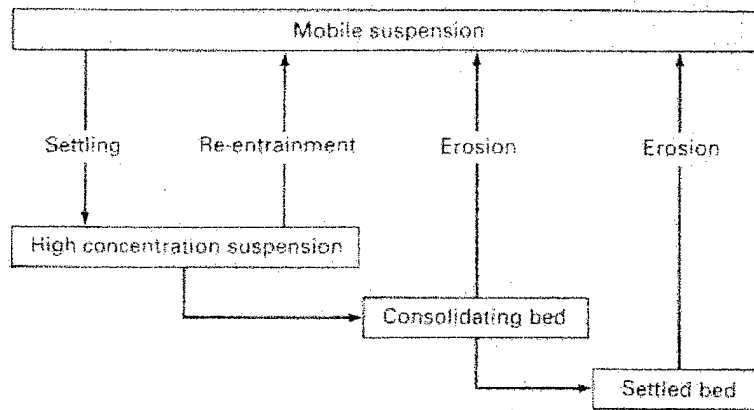 Mobile suspension
Settling Re-entrainment Erosion Erosion
High concentration suspension
Consolidating bed
Settled bed